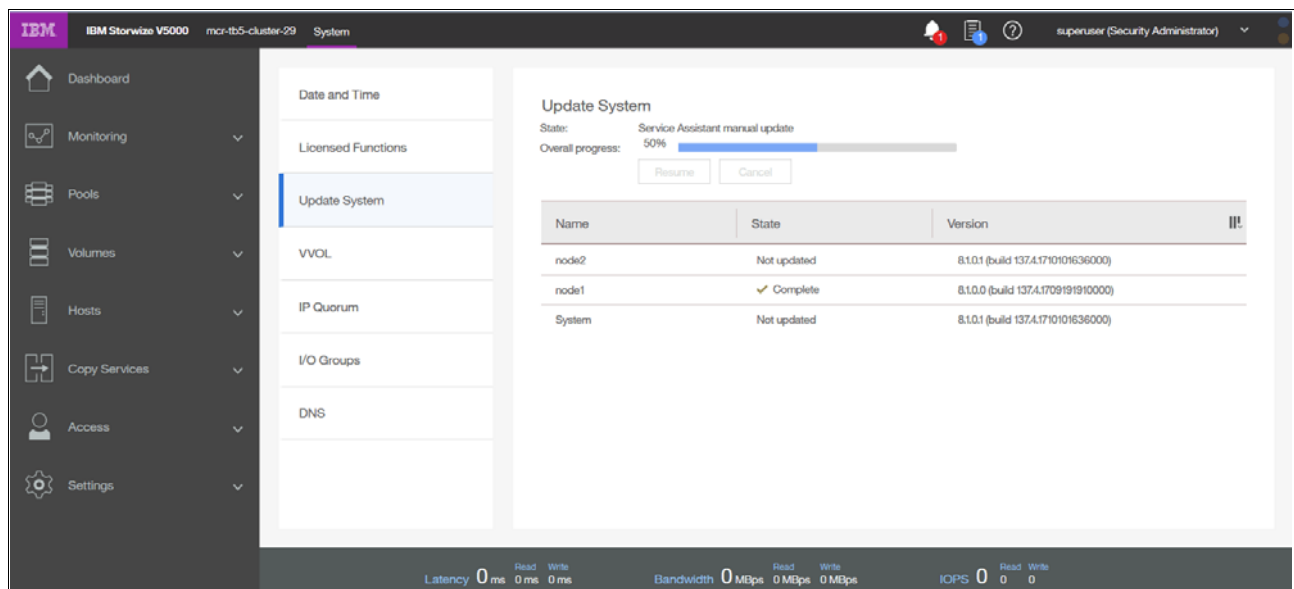 IBM IBM Storwize V5000 mcr-tb5-cluster-29 System 1 1 ? superuser (Security Administrator)
Dashboard
Monitoring
Pools
Volumes
Hosts
Copy Services
Access
Settings
Date and Time
Licensed Functions
Update System
VVOL
IP Quorum
I/O Groups
DNS
Update System
State: Service Assistant manual update
Overall progress: 50%
Resume Cancel
Name State Version
node2 Not updated 8.1.0.1 (build 137.4.1710101636000)
node1 Complete 8.1.0.0 (build 137.4.1709191910000)
System Not updated 8.1.0.1 (build 137.4.1710101636000)
Read Write Read Write Read Write
Latency 0 ms 0 ms 0 ms Bandwidth 0 MBps 0 MBps 0 MBps IOPS 0 0 0